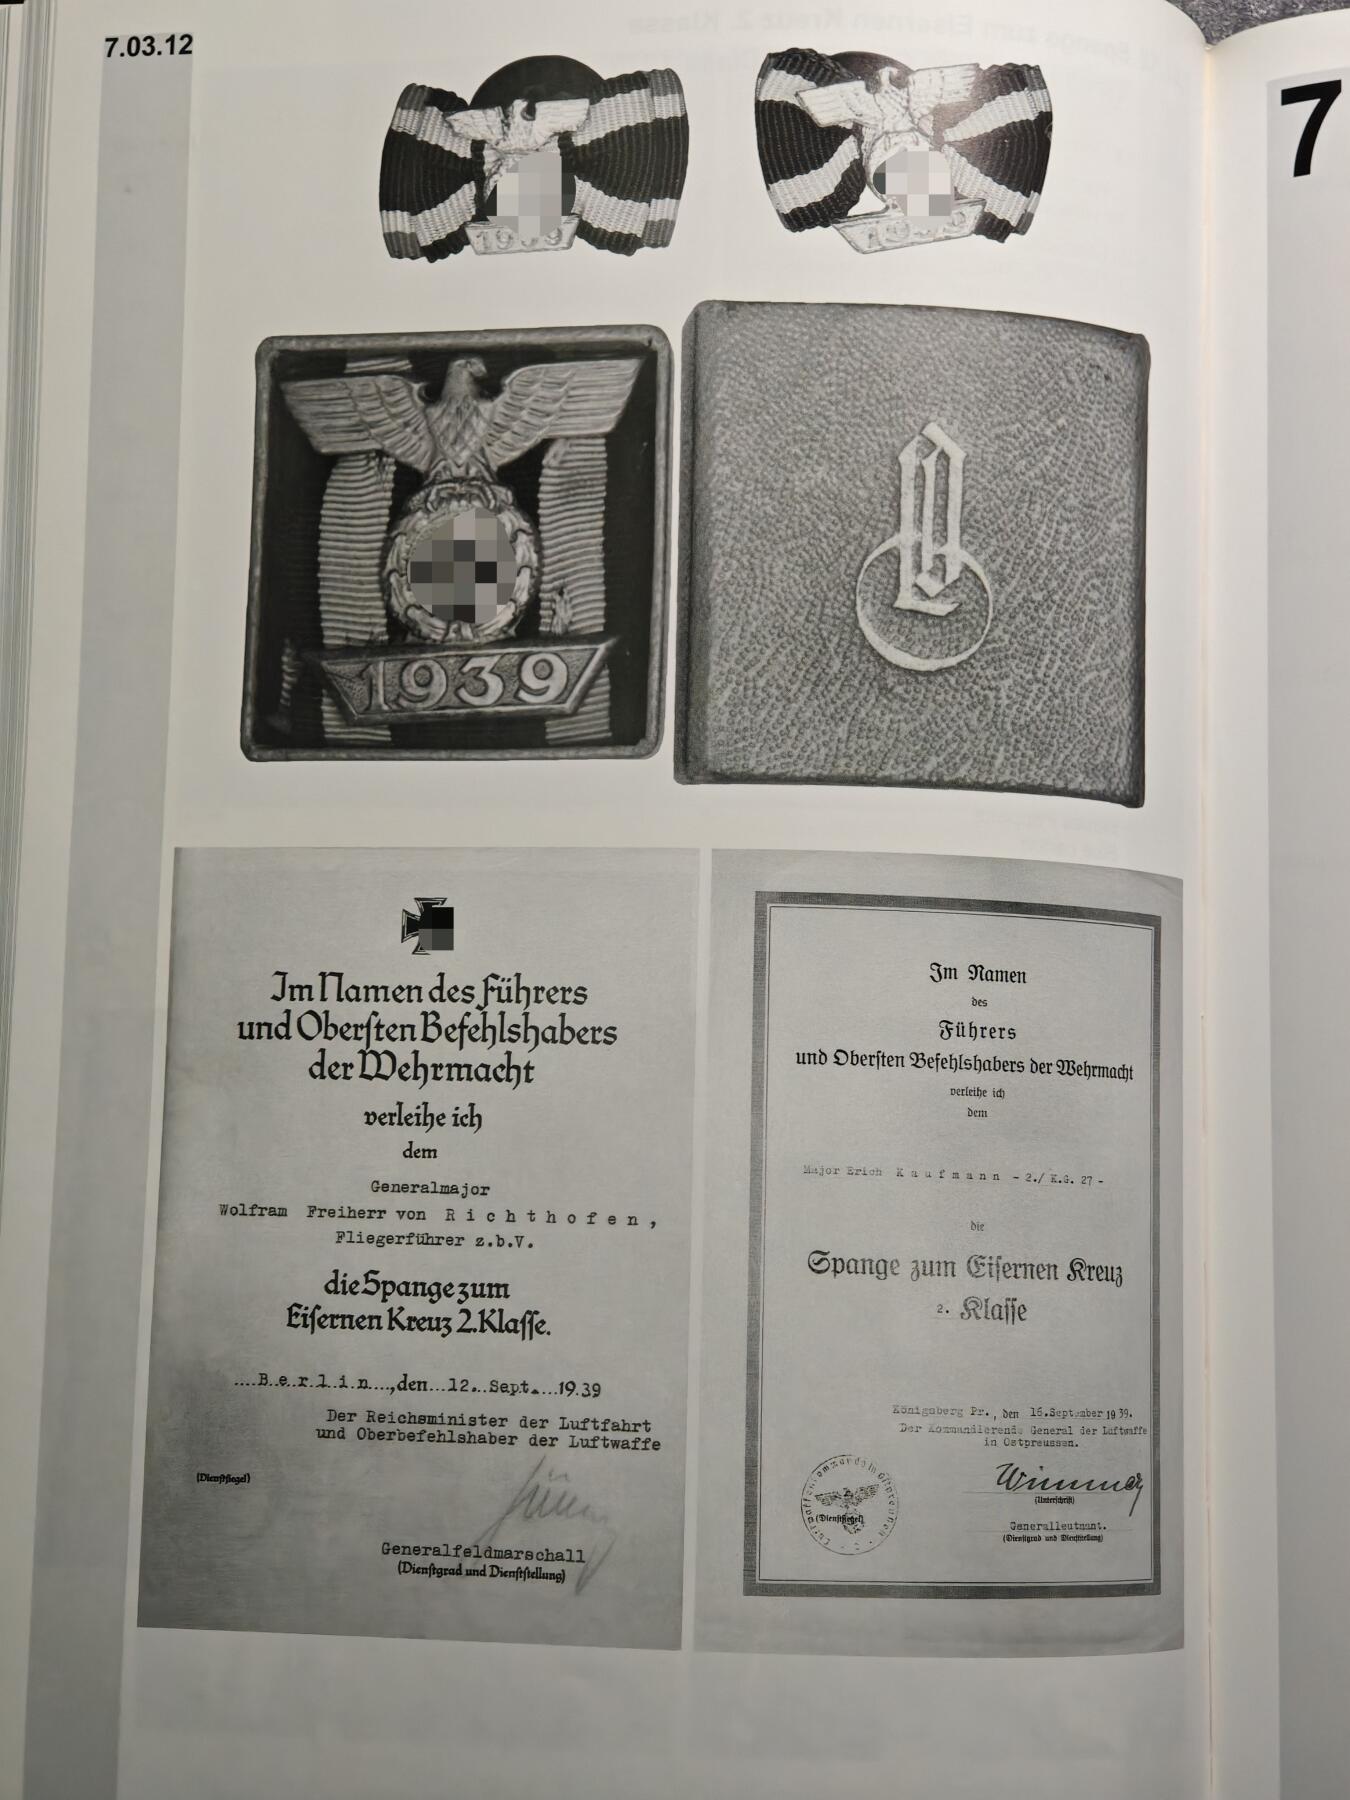 7.03.12
7
1939
1939
1939
Im Namen des Führers
und Obersten Befehlshabers
der Wehrmacht
verleihe ich
dem
Generalmajor
Wolfram Freiherr von R i c h t h o f e n ,
Fliegerführer z.b.V.
die Spange zum
Eisernen Kreuz 2. Klasse.
....B.e.r.l.i.n....,den...12..Sept....1939
Der Reichsminister der Luftfahrt
und Oberbefehlshaber der Luftwaffe
(Dienstsiegel)
Generalfeldmarschall
(Dienstgrad und Dienststellung)
Im Namen
des
Führers
und Obersten Befehlshabers der Wehrmacht
verleihe ich
dem
Major Erich K a u f m a n n - 2./ K.G. 27 -
die
Spange zum Eisernen Kreuz
2. Klasse
Königsberg Pr., den 16.September 1939.
Der Kommandierende General der Luftwaffe
in Ostpreussen.
(Dienstsiegel)
Wimmer
(Unterschrift)
Generalleutnant.
(Dienstgrad und Dienststellung)